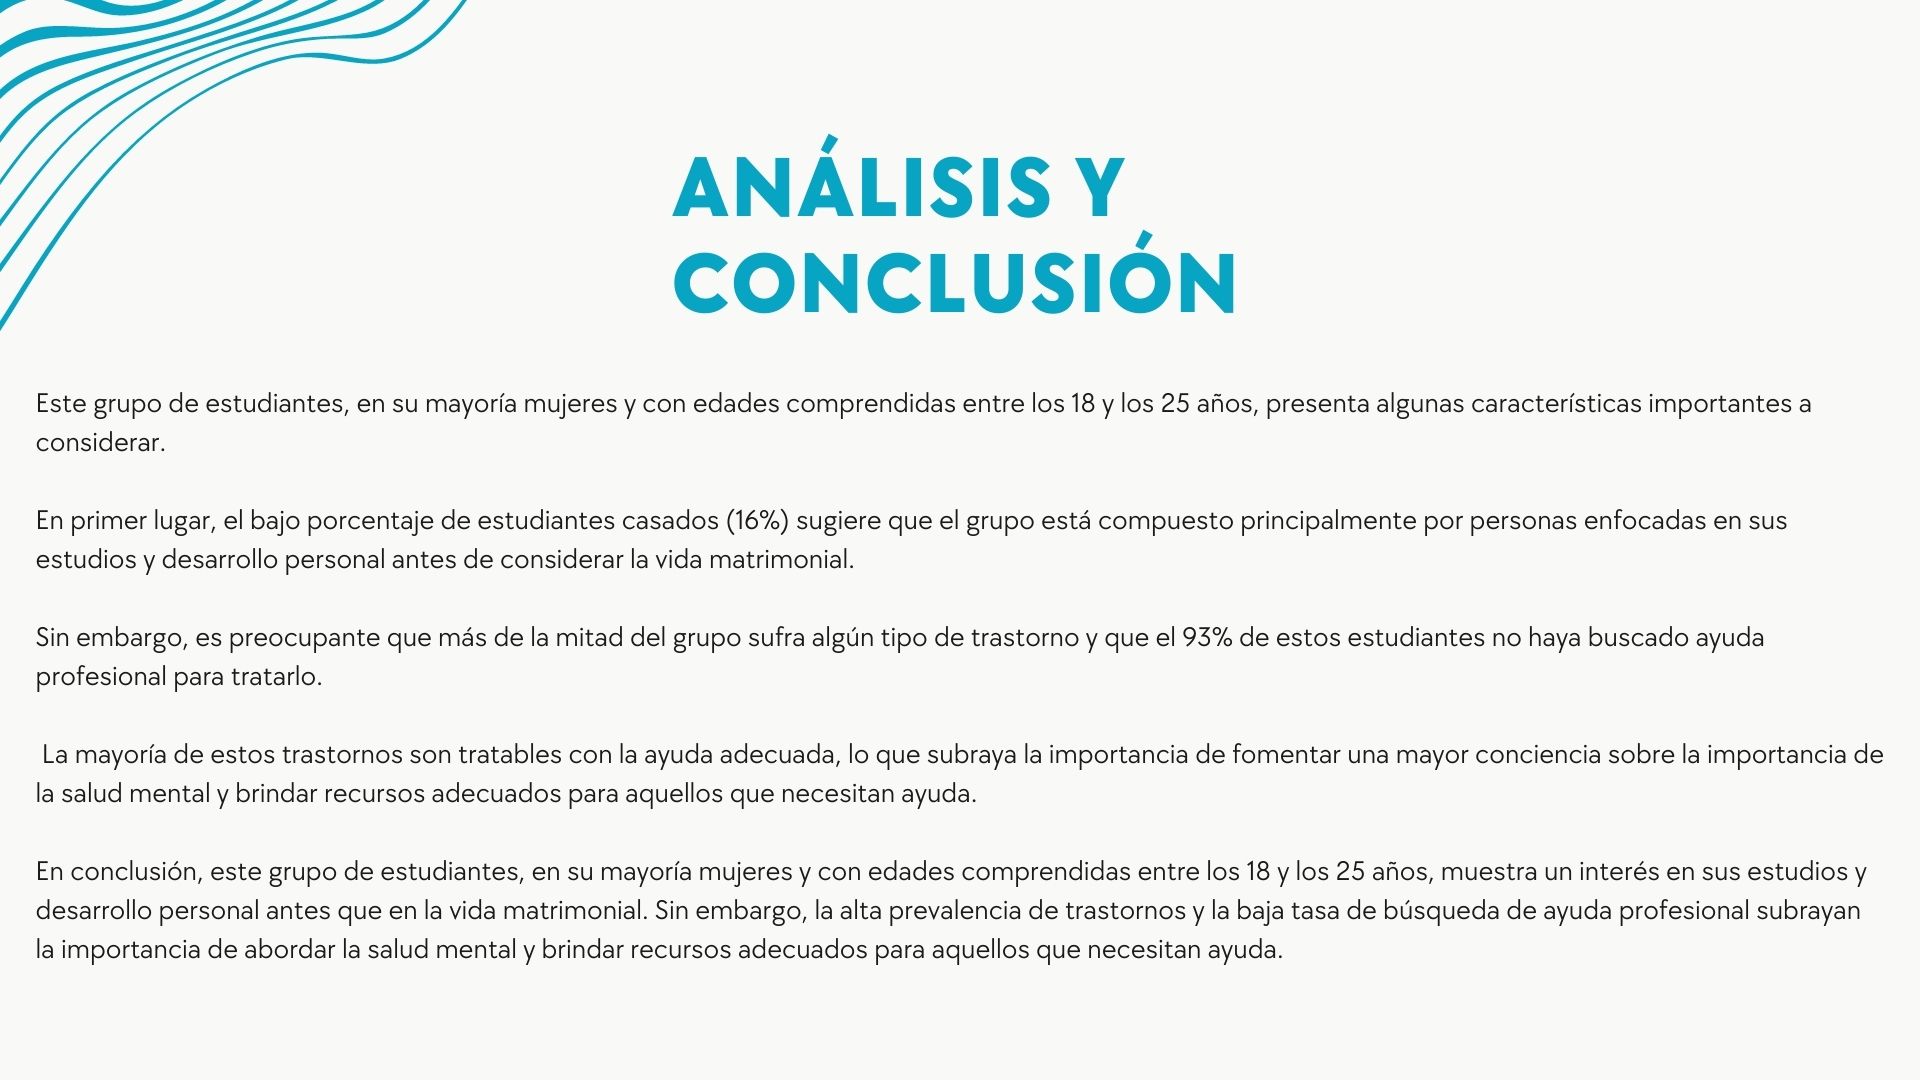 ANÁLISIS Y
CONCLUSIÓN
Este grupo de estudiantes, en su mayoría mujeres y con edades comprendidas entre los 18 y los 25 años, presenta algunas características importantes a
considerar.
En primer lugar, el bajo porcentaje de estudiantes casados (16%) sugiere que el grupo está compuesto principalmente por personas enfocadas en sus
estudios y desarrollo personal antes de considerar la vida matrimonial.
Sin embargo, es preocupante que más de la mitad del grupo sufra algún tipo de trastorno y que el 93% de estos estudiantes no haya buscado ayuda
profesional para tratarlo.
La mayoría de estos trastornos son tratables con la ayuda adecuada, lo que subraya la importancia de fomentar una mayor conciencia sobre la importancia de
la salud mental y brindar recursos adecuados para aquellos que necesitan ayuda.
En conclusión, este grupo de estudiantes, en su mayoría mujeres y con edades comprendidas entre los 18 y los 25 años, muestra un interés en sus estudios y
desarrollo personal antes que en la vida matrimonial. Sin embargo, la alta prevalencia de trastornos y la baja tasa de búsqueda de ayuda profesional subrayan
la importancia de abordar la salud mental y brindar recursos adecuados para aquellos que necesitan ayuda.